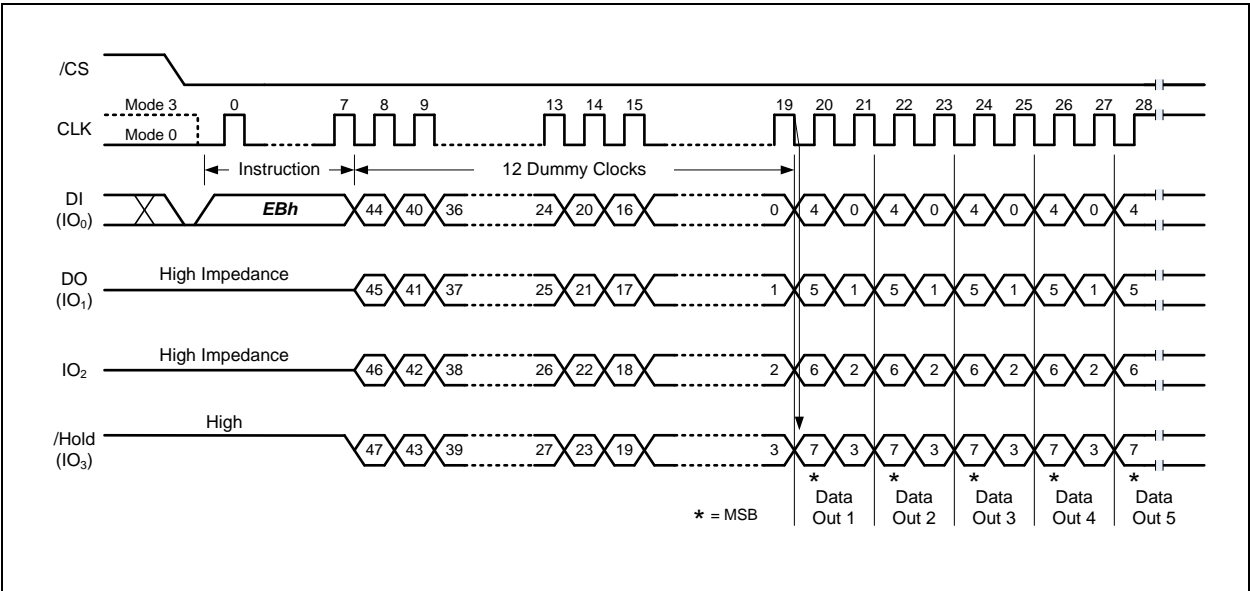 /CS
Mode 3 0 7 8 9 13 14 15 19 20 21 22 23 24 25 26 27 28
CLK
Mode 0
Instruction 12 Dummy Clocks
DI
(IO0)
EBh 44 40 36 24 20 16 0 4 0 4 0 4 0 4 0 4
DO
(IO1)
High Impedance 45 41 37 25 21 17 1 5 1 5 1 5 1 5 1 5
IO2
High Impedance 46 42 38 26 22 18 2 6 2 6 2 6 2 6 2 6
/Hold
(IO3)
High 47 43 39 27 23 19 3 7 3 7 3 7 3 7 3 7
* * * * *
* = MSB
Data Out 1
Data Out 2
Data Out 3
Data Out 4
Data Out 5